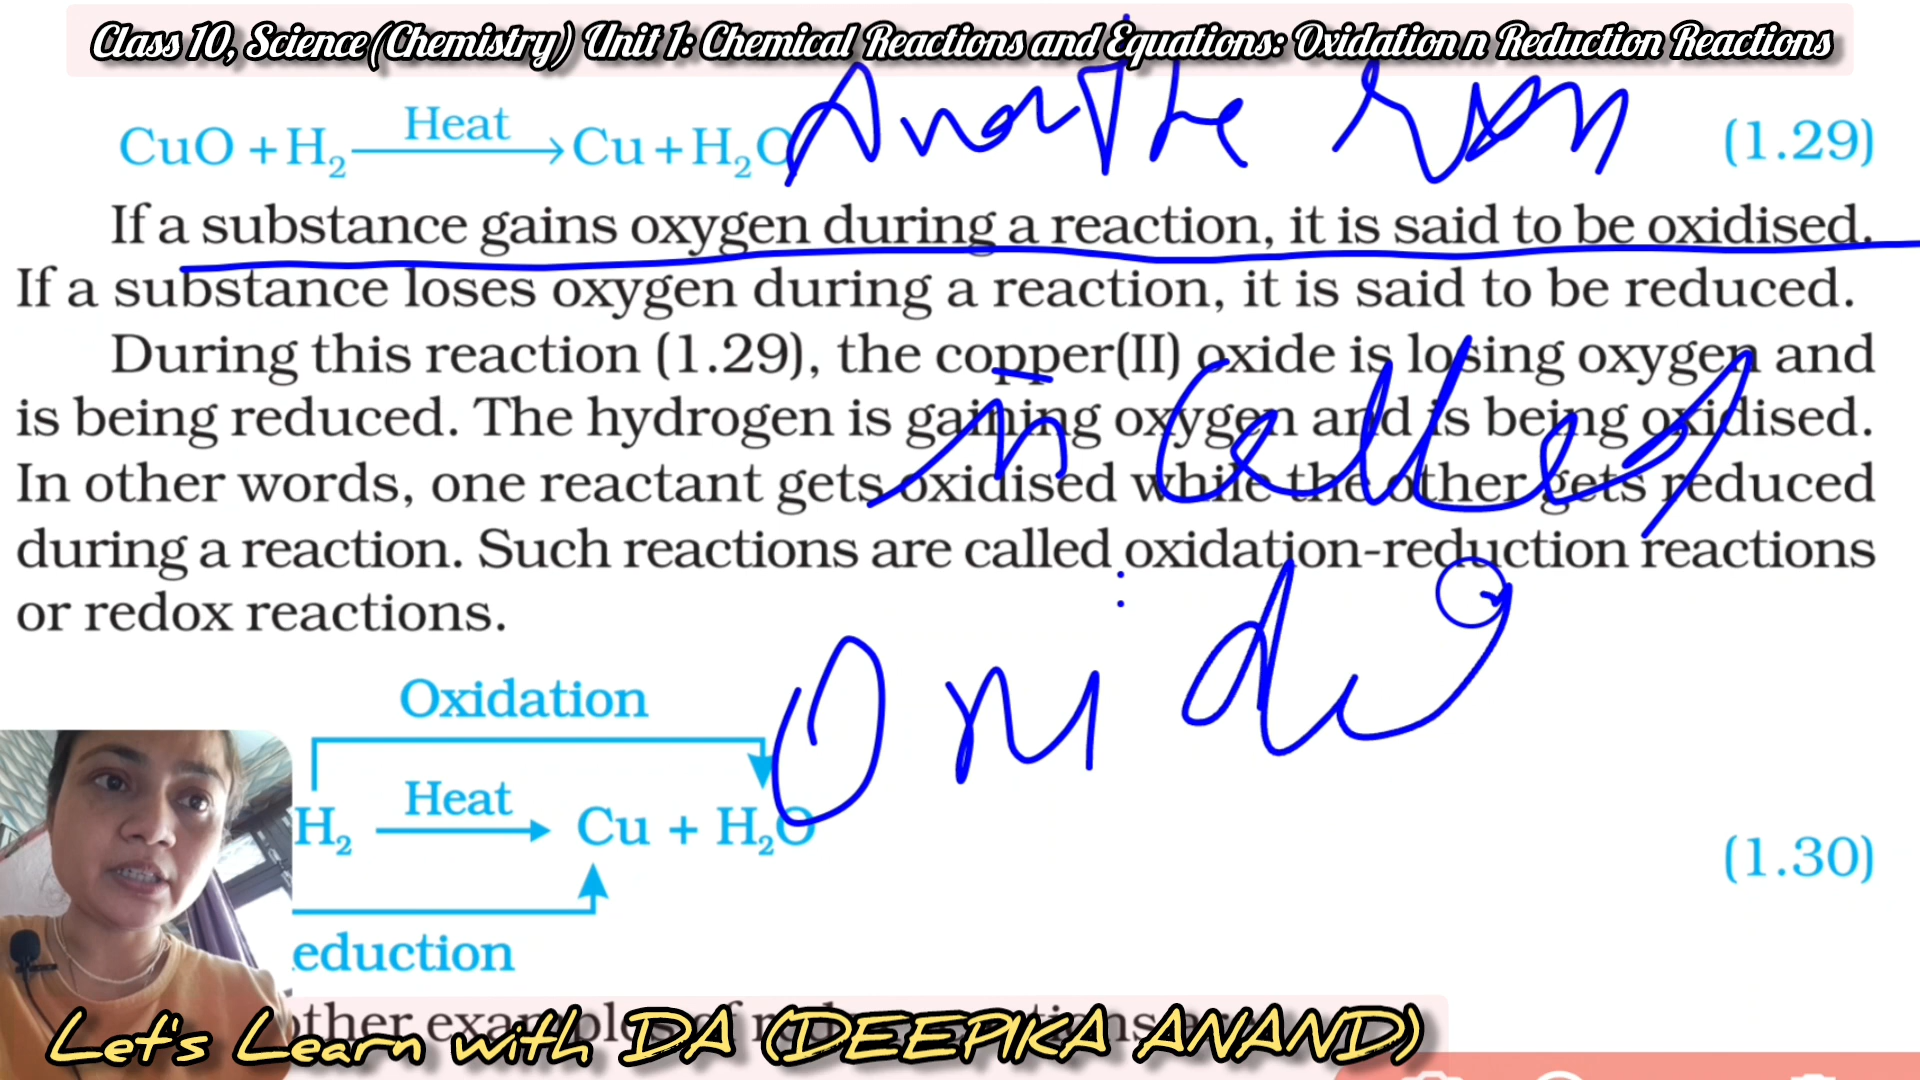 Class 10, Science(Chemistry) Unit 1: Chemical Reactions and Equations: Oxidation n Reduction Reactions
CuO + H₂ Heat → Cu + H₂O (1.29)
If a substance gains oxygen during a reaction, it is said to be oxidised.
If a substance loses oxygen during a reaction, it is said to be reduced.
During this reaction (1.29), the copper(II) oxide is losing oxygen and
is being reduced. The hydrogen is gaining oxygen and is being oxidised.
In other words, one reactant gets oxidised while the other gets reduced
during a reaction. Such reactions are called oxidation-reduction reactions
or redox reactions.
called
Oxidation
H₂ Heat → Cu + H₂O
(1.30)
eduction
other examples of
Let's Learn with DA (DEEPIKA ANAND)